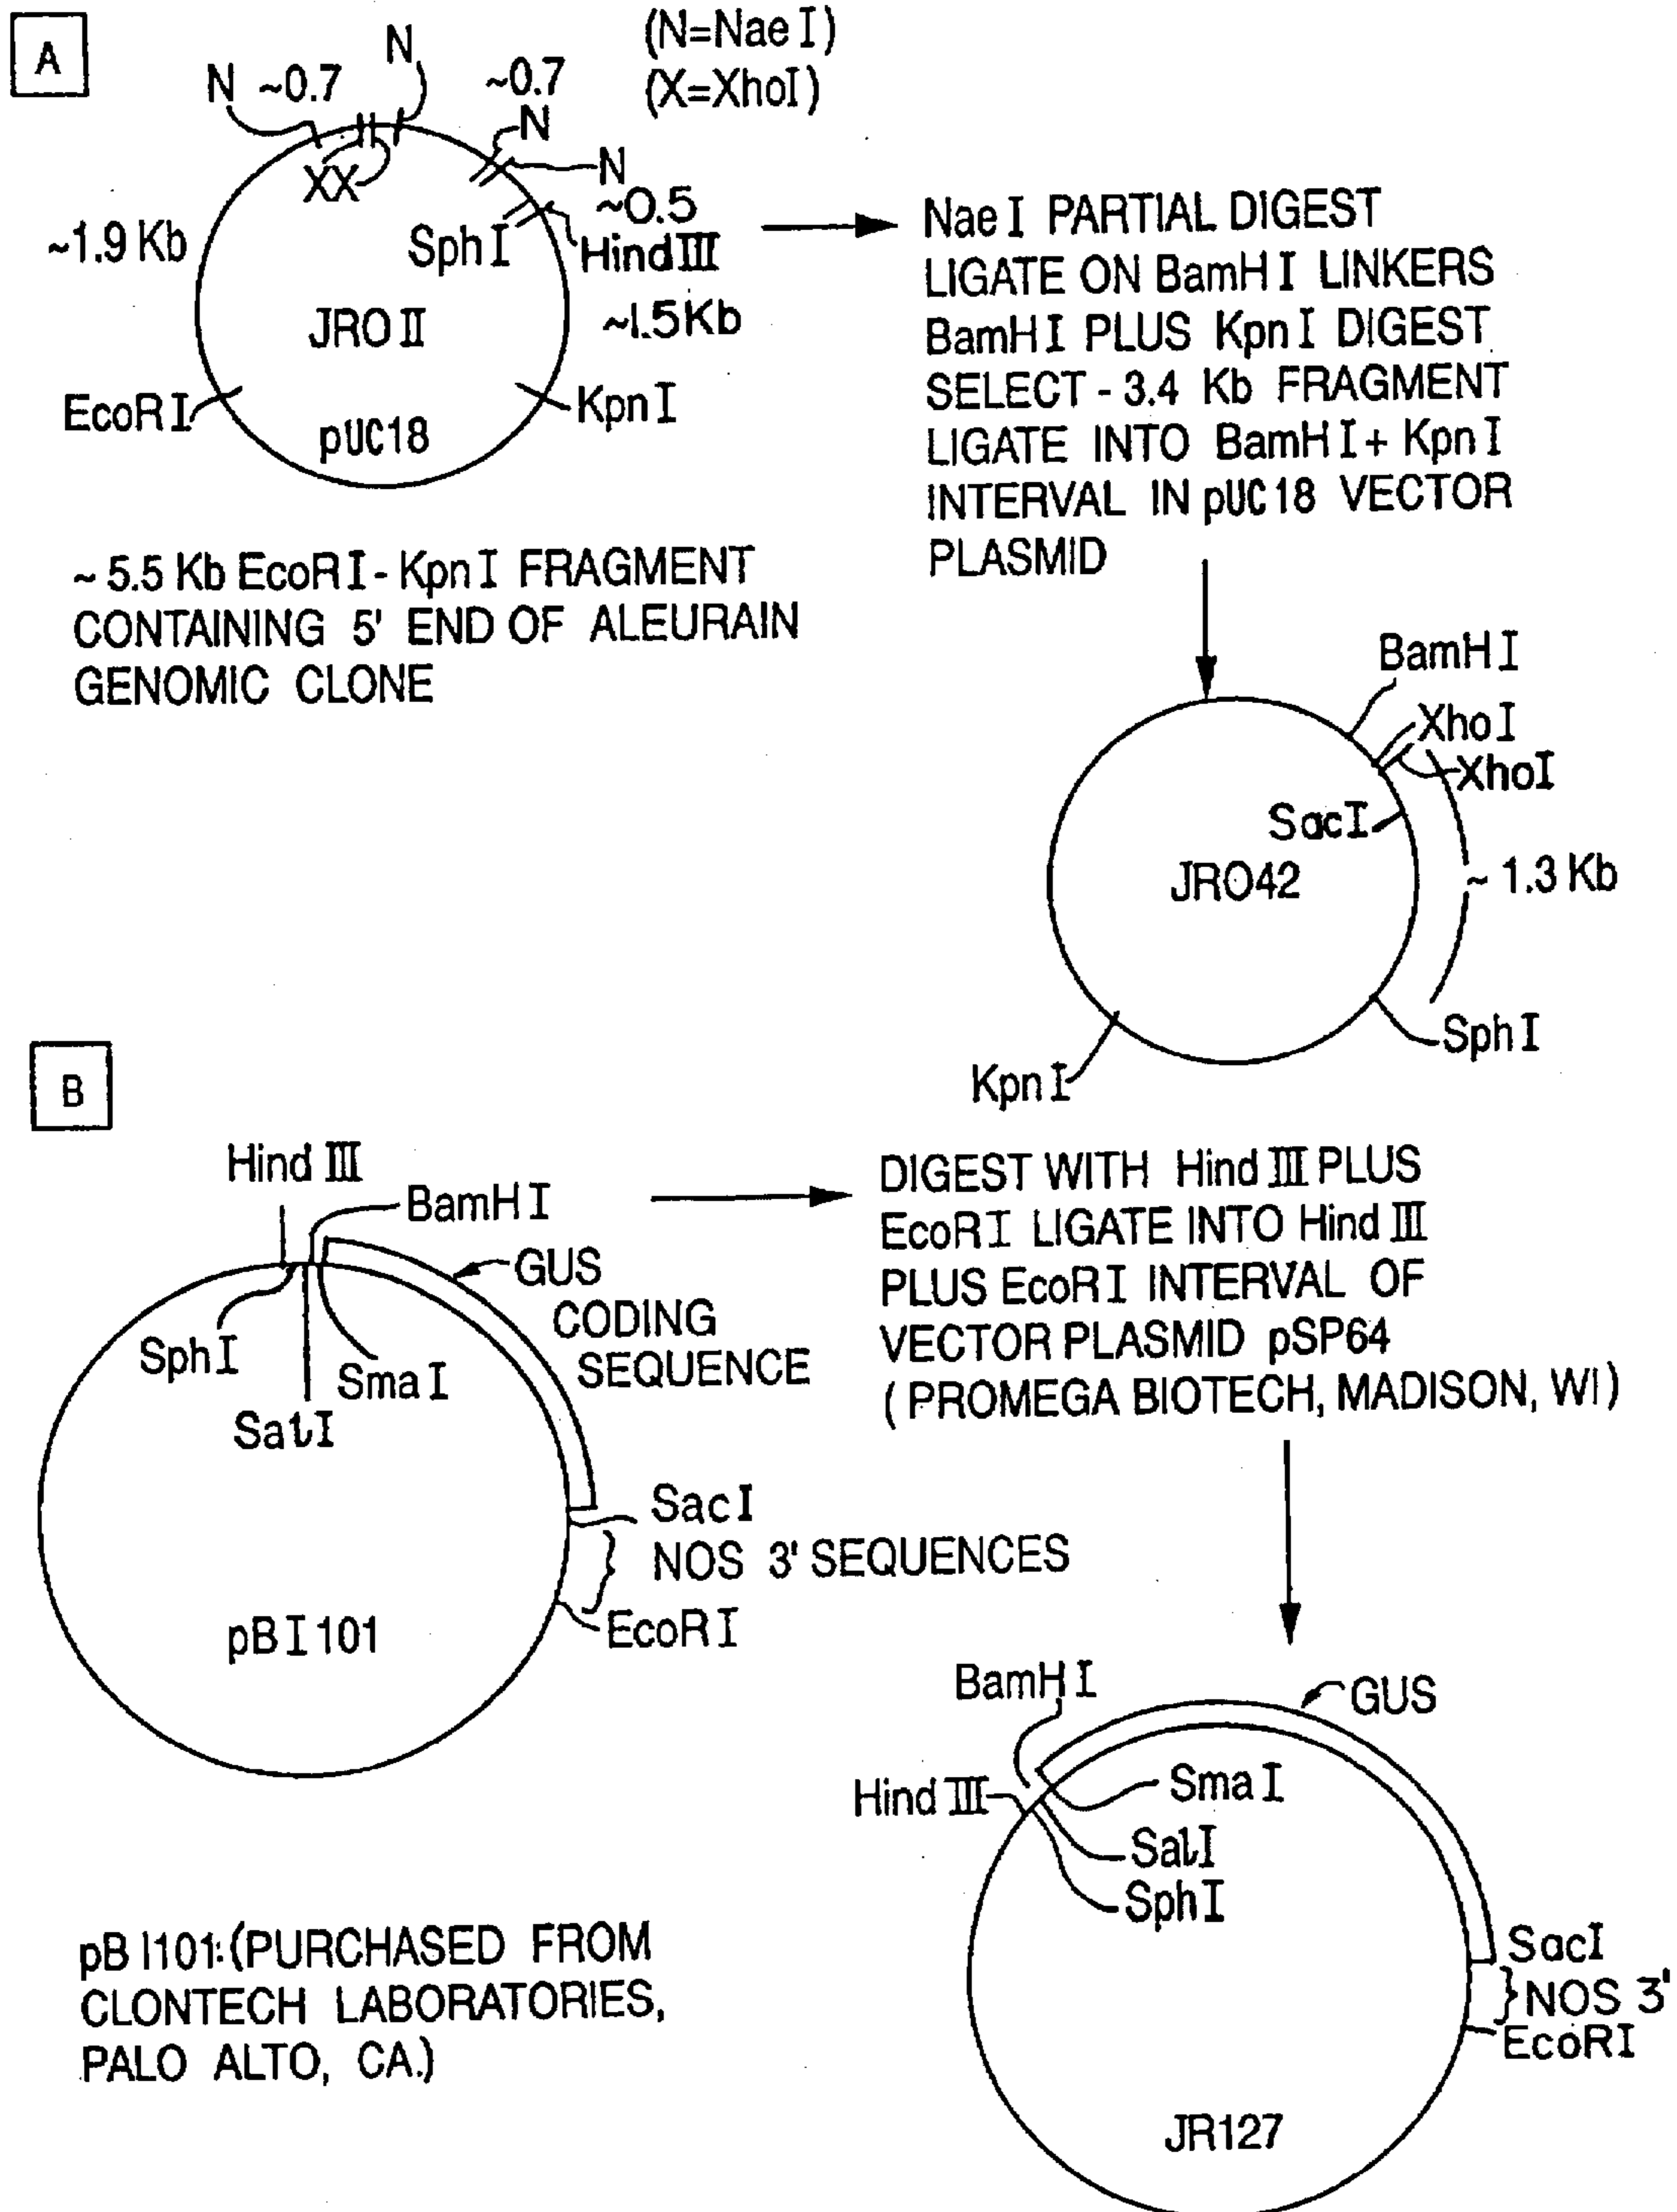 A
(N=Nae I)
(X=XhoI)
N ~0.7
N
~0.7
N
N
XX
~0.5
SphI
Hind III
~1.9 Kb
JRO II
~1.5Kb
EcoRI
KpnI
pUC18
~ 5.5 Kb EcoRI-KpnI FRAGMENT
CONTAINING 5' END OF ALEURAIN
GENOMIC CLONE
Nae I PARTIAL DIGEST
LIGATE ON BamHI LINKERS
BamHI PLUS KpnI DIGEST
SELECT - 3.4 Kb FRAGMENT
LIGATE INTO BamHI + KpnI
INTERVAL IN pUC18 VECTOR
PLASMID
BamHI
XhoI
XhoI
SacI
JRO42
~ 1.3 Kb
SphI
KpnI
B
Hind III
BamHI
GUS
CODING
SEQUENCE
SphI
SmaI
SalI
SacI
NOS 3' SEQUENCES
EcoRI
pBI101
DIGEST WITH Hind III PLUS
EcoRI LIGATE INTO Hind III
PLUS EcoRI INTERVAL OF
VECTOR PLASMID pSP64
( PROMEGA BIOTECH, MADISON, WI)
BamHI
GUS
Hind III
SmaI
SalI
SphI
SacI
NOS 3'
EcoRI
JR127
pBI101:(PURCHASED FROM
CLONTECH LABORATORIES,
PALO ALTO, CA.)